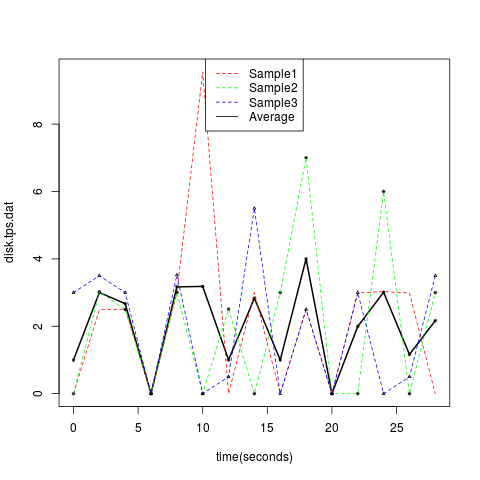 Sample1
Sample2
Sample3
Average
disk.tps.dat
8
6
4
2
0
0 5 10 15 20 25
time(seconds)